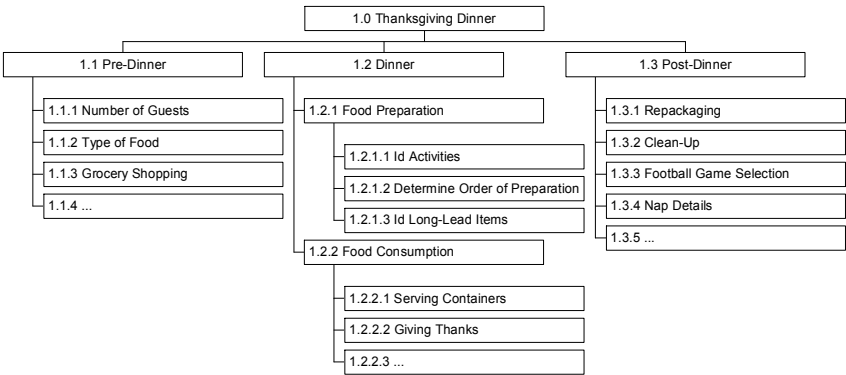 1.0 Thanksgiving Dinner
1.1 Pre-Dinner
1.1.1 Number of Guests
1.1.2 Type of Food
1.1.3 Grocery Shopping
1.1.4 ...
1.2 Dinner
1.2.1 Food Preparation
1.2.1.1 Id Activities
1.2.1.2 Determine Order of Preparation
1.2.1.3 Id Long-Lead Items
1.2.2 Food Consumption
1.2.2.1 Serving Containers
1.2.2.2 Giving Thanks
1.2.2.3 ...
1.3 Post-Dinner
1.3.1 Repackaging
1.3.2 Clean-Up
1.3.3 Football Game Selection
1.3.4 Nap Details
1.3.5 ...